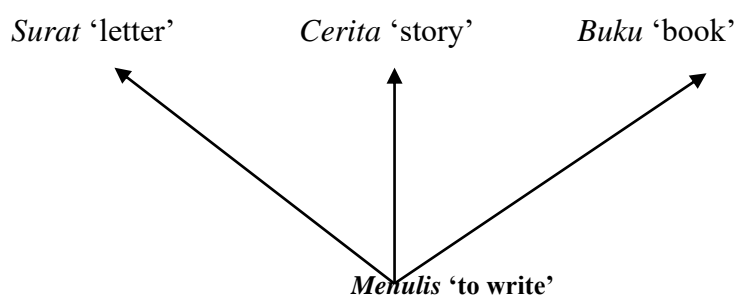 Surat ‘letter’ Cerita ‘story’ Buku ‘book’
Menulis ‘to write’